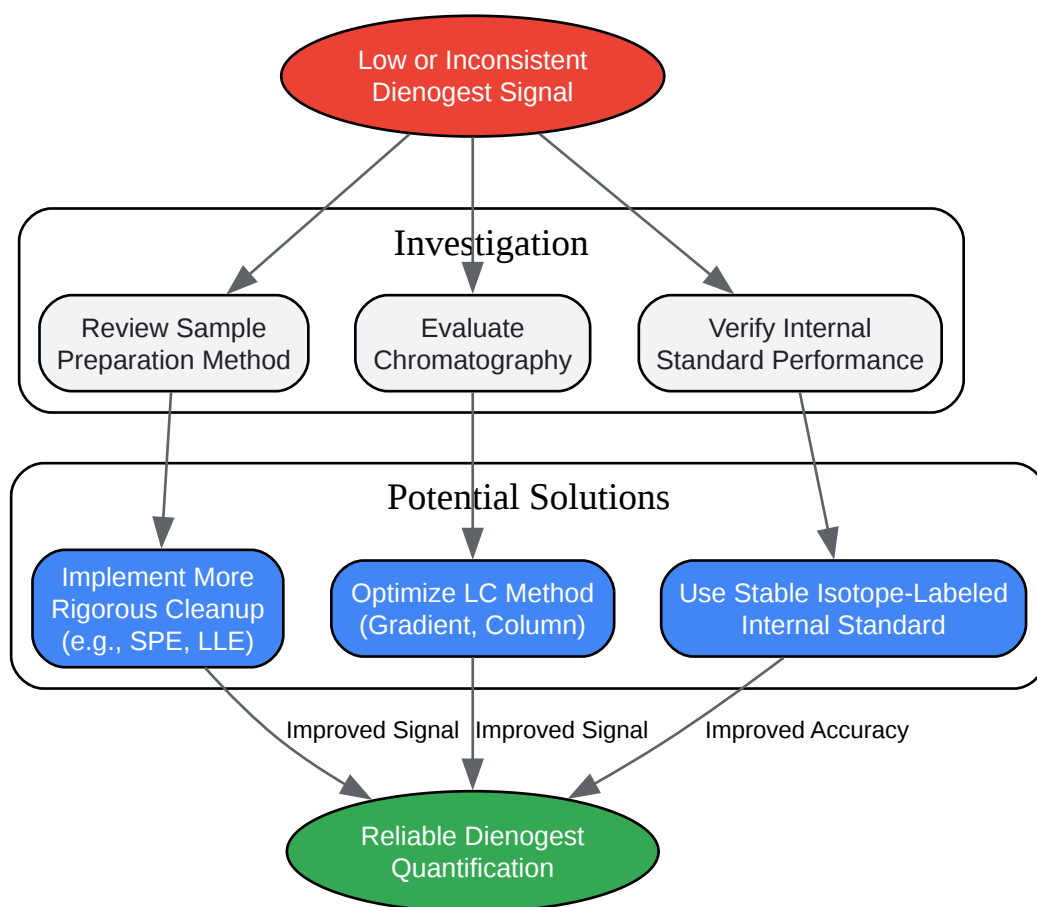 Low or Inconsistent
Dienogest Signal
Investigation
Review Sample
Preparation Method
Evaluate
Chromatography
Verify Internal
Standard Performance
Potential Solutions
Implement More
Rigorous Cleanup
(e.g., SPE, LLE)
Optimize LC Method
(Gradient, Column)
Use Stable Isotope-Labeled
Internal Standard
Improved Signal
Improved Signal
Improved Accuracy
Reliable Dienogest
Quantification